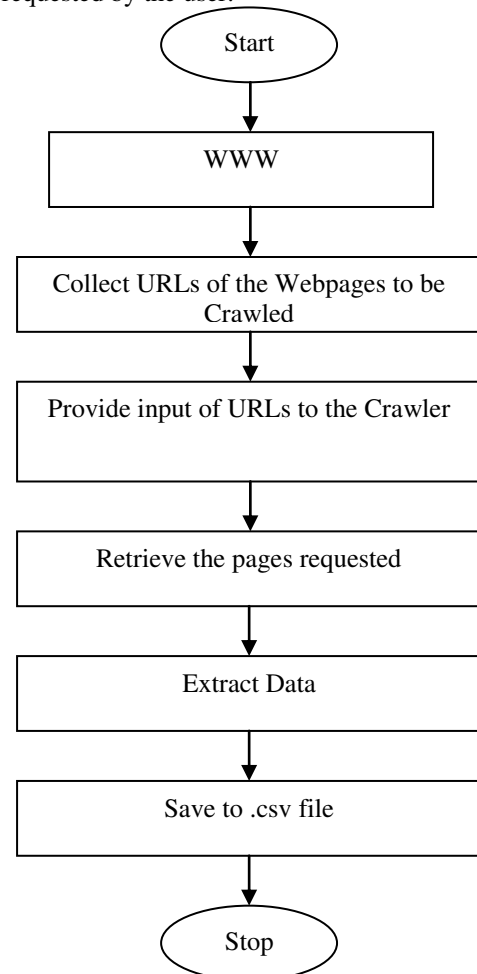 requested by the user.
Start
WWW
Collect URLs of the Webpages to be
Crawled
Provide input of URLs to the Crawler
Retrieve the pages requested
Extract Data
Save to .csv file
Stop